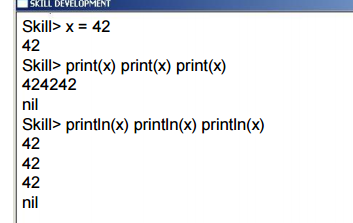 SKILL DEVELOPMENT
Skill> x = 42
42
Skill> print(x) print(x) print(x)
424242
nil
Skill> println(x) println(x) println(x)
42
42
42
nil